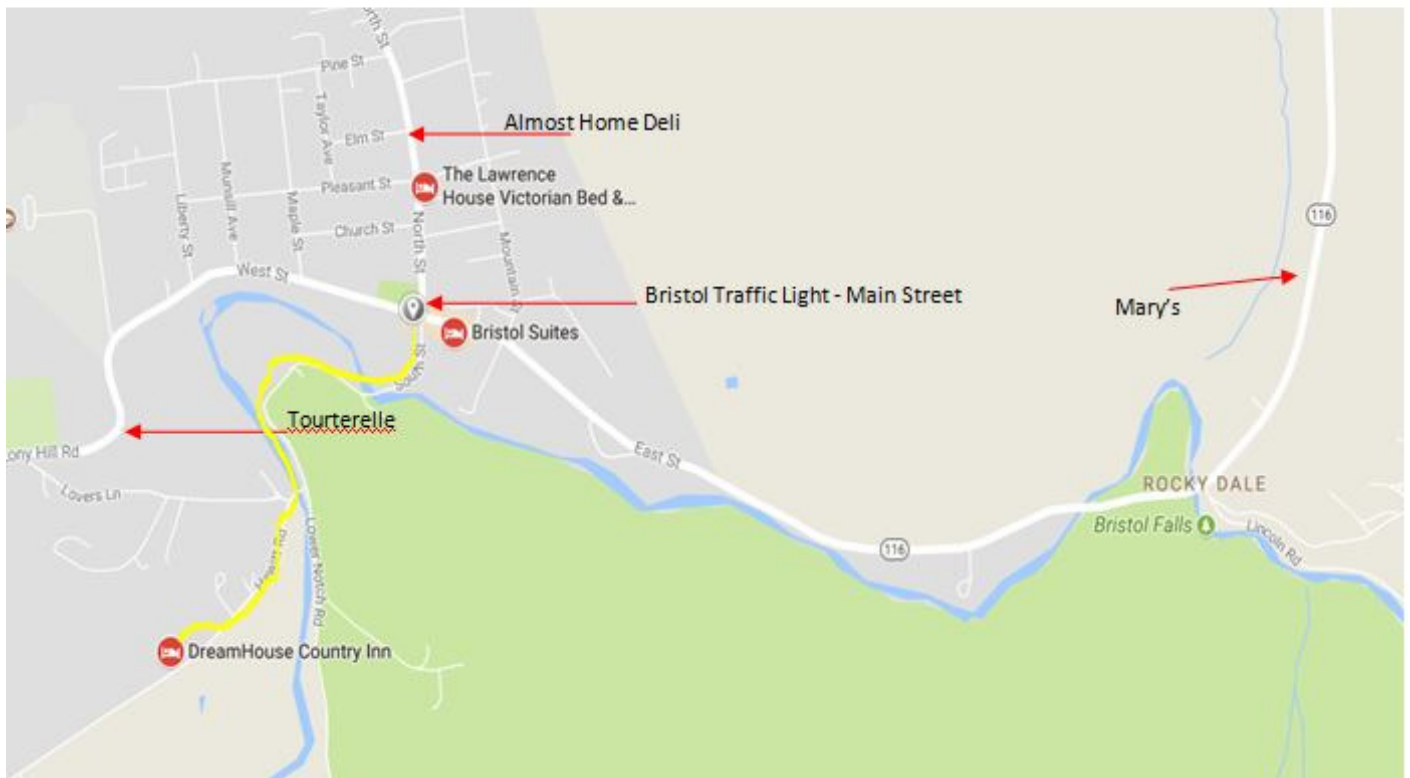 orth St
Pine St
Taylor Ave
Elm St
Almost Home Deli
Pleasant St
The Lawrence
House Victorian Bed &...
Liberty St
Munsill Ave
Maple St
Church St
North St
Mountain St
116
West St
Bristol Traffic Light - Main Street
Mary's
Bristol Suites
South St
Tourterelle
ony Hill Rd
East St
Lovers Ln
ROCKY DALE
Bristol Falls
Lincoln Rd
116
Hewitt Rd
Lower Notch Rd
DreamHouse Country Inn